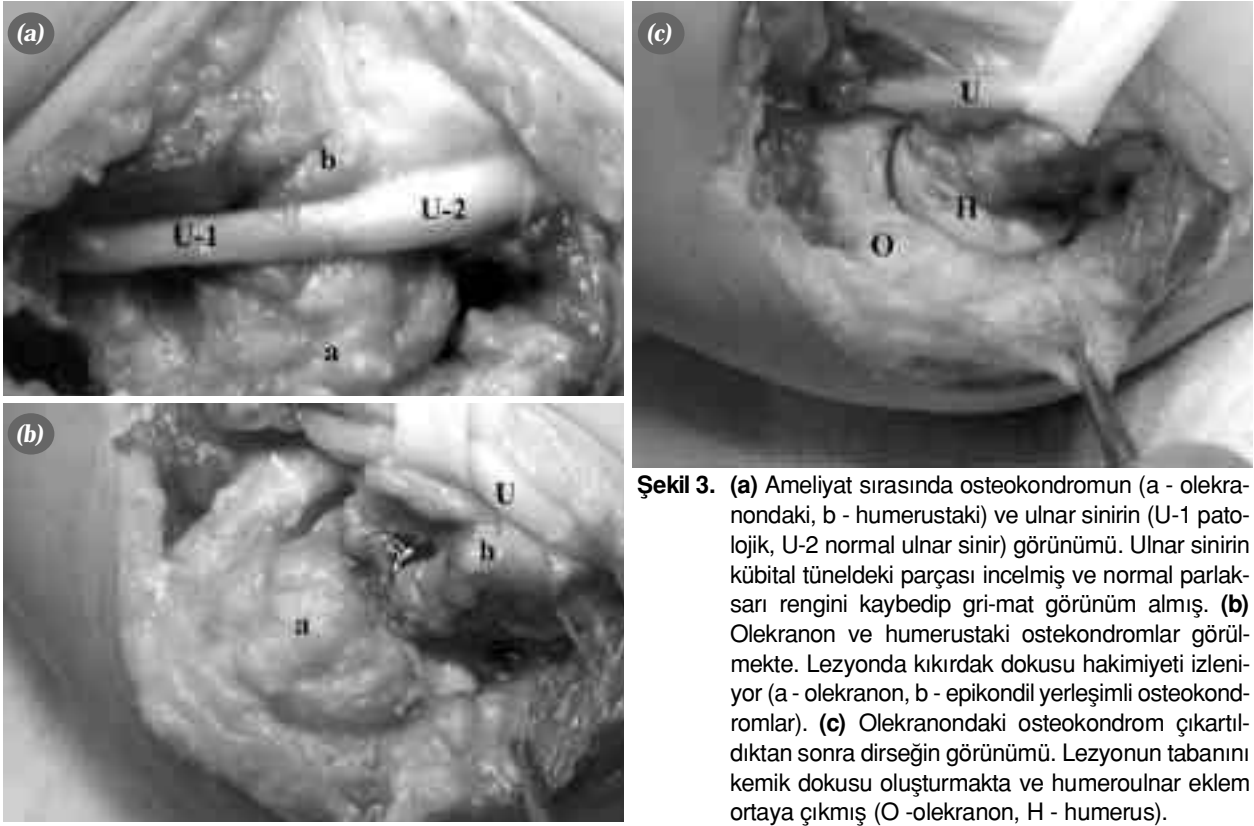 (a)
b
U-1
U-2
a
(b)
U
b
a
(c)
U
H
O
Şekil 3. (a) Ameliyat sırasında osteokondromun (a - olekra-
nondaki, b - humerustaki) ve ulnar sinirin (U-1 pato-
lojik, U-2 normal ulnar sinir) görünümü. Ulnar sinirin
kübital tüneldeki parçası incelmiş ve normal parlak-
sarı rengini kaybedip gri-mat görünüm almış. (b)
Olekranon ve humerustaki ostekondromlar görül-
mekte. Lezyonda kıkırdak dokusu hakimiyeti izleni-
yor (a - olekranon, b - epikondil yerleşimli osteokond-
romlar). (c) Olekranondaki osteokondrom çıkartıl-
dıktan sonra dirseğin görünümü. Lezyonun tabanını
kemik dokusu oluşturmakta ve humeroulnar eklem
ortaya çıkmış (O -olekranon, H - humerus).